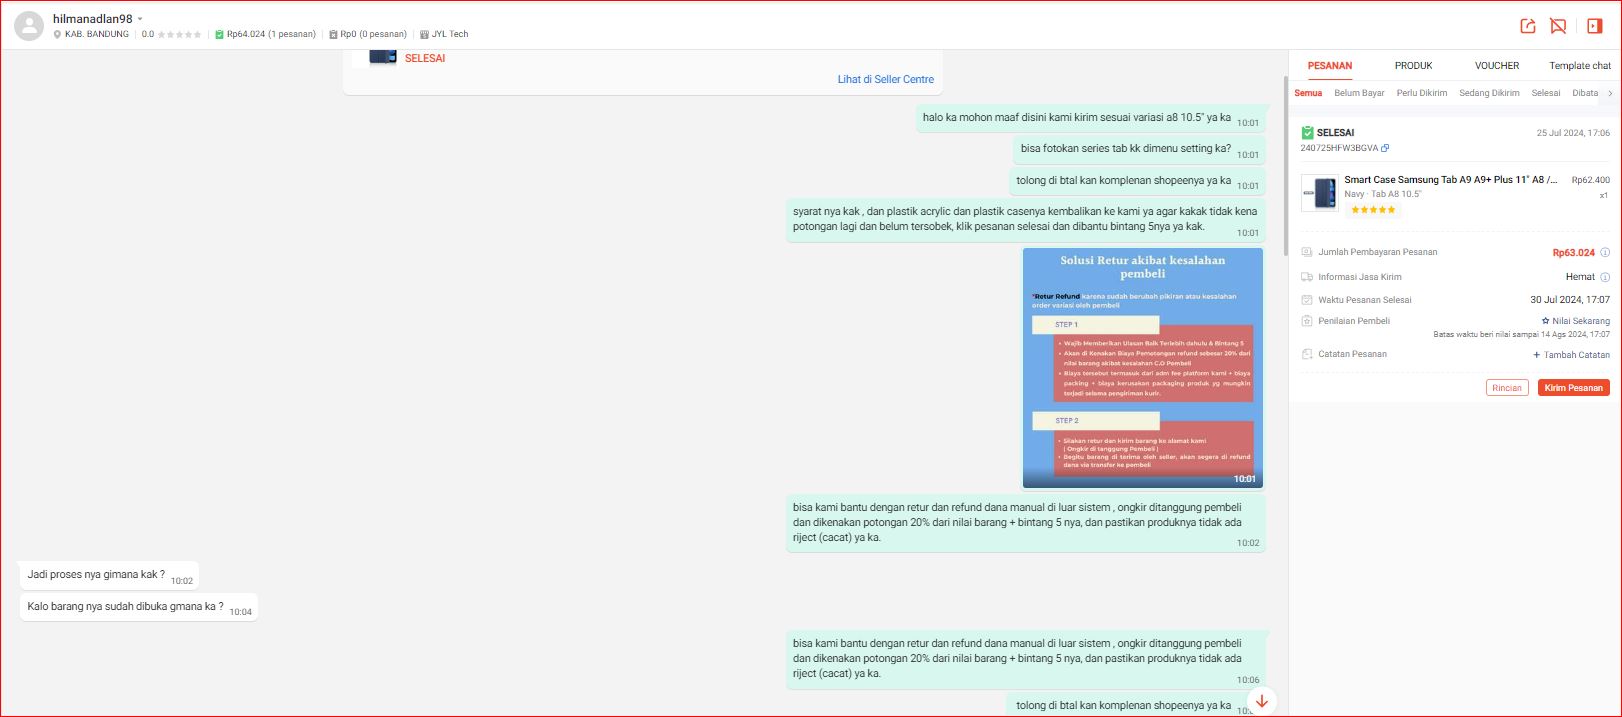 hilmanadlan98
KAB. BANDUNG
0.0
Rp64.024 (1 pesanan)
Rp0 (0 pesanan)
JYL Tech
SELESAI
Lihat di Seller Centre
halo ka mohon maaf disini kami kirim sesuai variasi a8 10.5" ya ka
10:01
bisa fotokan series tab kk dimenu setting ka?
10:01
tolong di btal kan komplenan shopeenya ya ka
10:01
syarat nya kak , dan plastik acrylic dan plastik casenya kembalikan ke kami ya agar kakak tidak kena
potongan lagi dan belum tersobek, klik pesanan selesai dan dibantu bintang 5nya ya kak.
10:01
Solusi Retur akibat kesalahan
pembeli
*Retur Refund karena sudah berubah pikiran atau kesalahan
order variasi oleh pembeli
STEP 1
• Wajib Memberikan Ulasan Baik Terlebih dahulu & Bintang 5
• Akan di Kenakan Biaya Pemotongan refund sebesar 20% dari
nilai barang akibat kesalahan C.O Pembeli
• Biaya tersebut termasuk dari adm fee platform kami + biaya
packing + biaya kerusakan packaging produk yg mungkin
terjadi selama pengiriman kurir.
STEP 2
• Silakan retur dan kirim barang ke alamat kami
( Ongkir di tanggung Pembeli )
• Begitu barang di terima oleh seller, akan segera di refund
dana via transfer ke pembeli
10:01
bisa kami bantu dengan retur dan refund dana manual di luar sistem , ongkir ditanggung pembeli
dan dikenakan potongan 20% dari nilai barang + bintang 5 nya, dan pastikan produknya tidak ada
riject (cacat) ya ka.
10:02
Jadi proses nya gimana kak ?
10:02
Kalo barang nya sudah dibuka gmana ka ?
10:04
bisa kami bantu dengan retur dan refund dana manual di luar sistem , ongkir ditanggung pembeli
dan dikenakan potongan 20% dari nilai barang + bintang 5 nya, dan pastikan produknya tidak ada
riject (cacat) ya ka.
10:06
tolong di btal kan komplenan shopeenya ya ka
PESANAN
PRODUK
VOUCHER
Template chat
Semua
Belum Bayar
Perlu Dikirim
Sedang Dikirim
Selesai
Dibata
SELESAI
25 Jul 2024, 17:06
240725HFW3BGVA
Smart Case Samsung Tab A9 A9+ Plus 11" A8 /...
Rp62.400
Navy - Tab A8 10.5"
x1
Jumlah Pembayaran Pesanan
Rp63.024
Informasi Jasa Kirim
Hemat
Waktu Pesanan Selesai
30 Jul 2024, 17:07
Penilaian Pembeli
Nilai Sekarang
Batas waktu beri nilai sampai 14 Ags 2024, 17:07
Catatan Pesanan
+ Tambah Catatan
Rincian
Kirim Pesanan